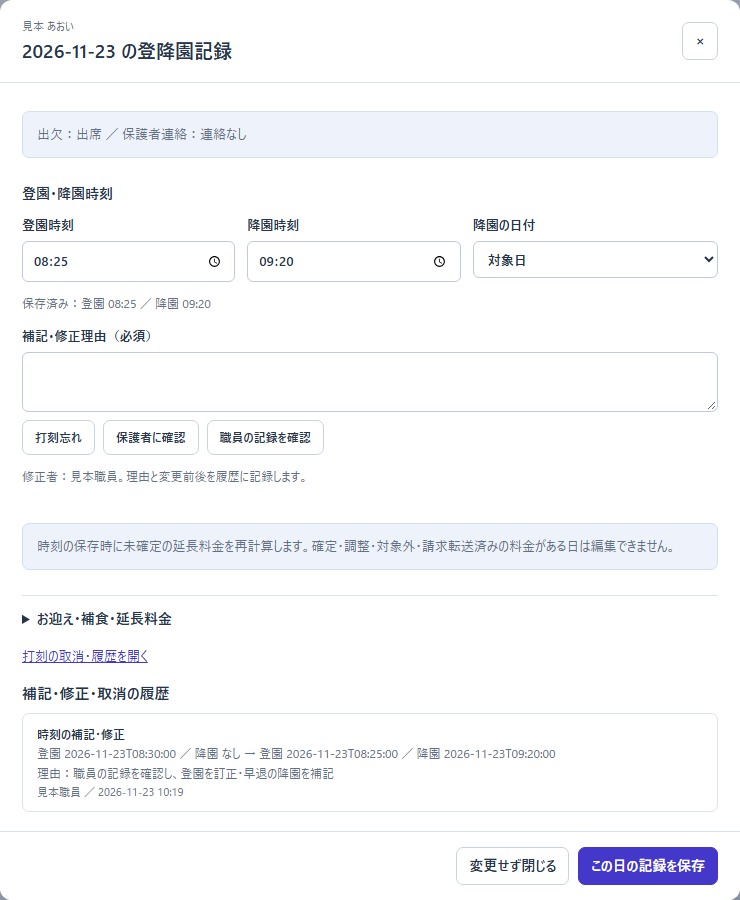 見本 あおい
2026-11-23 の登降園記録
×
出欠：出席 ／ 保護者連絡：連絡なし
登園・降園時刻
登園時刻 降園時刻 降園の日付
08:25 09:20 対象日
保存済み：登園 08:25 ／ 降園 09:20
補記・修正理由（必須）
打刻忘れ 保護者に確認 職員の記録を確認
修正者：見本職員。理由と変更前後を履歴に記録します。
時刻の保存時に未確定の延長料金を再計算します。確定・調整・対象外・請求転送済みの料金がある日は編集できません。
▶ お迎え・補食・延長料金
打刻の取消・履歴を開く
補記・修正・取消の履歴
時刻の補記・修正
登園 2026-11-23T08:30:00 ／ 降園 なし → 登園 2026-11-23T08:25:00 ／ 降園 2026-11-23T09:20:00
理由：職員の記録を確認し、登園を訂正・早退の降園を補記
見本職員 ／ 2026-11-23 10:19
変更せず閉じる この日の記録を保存